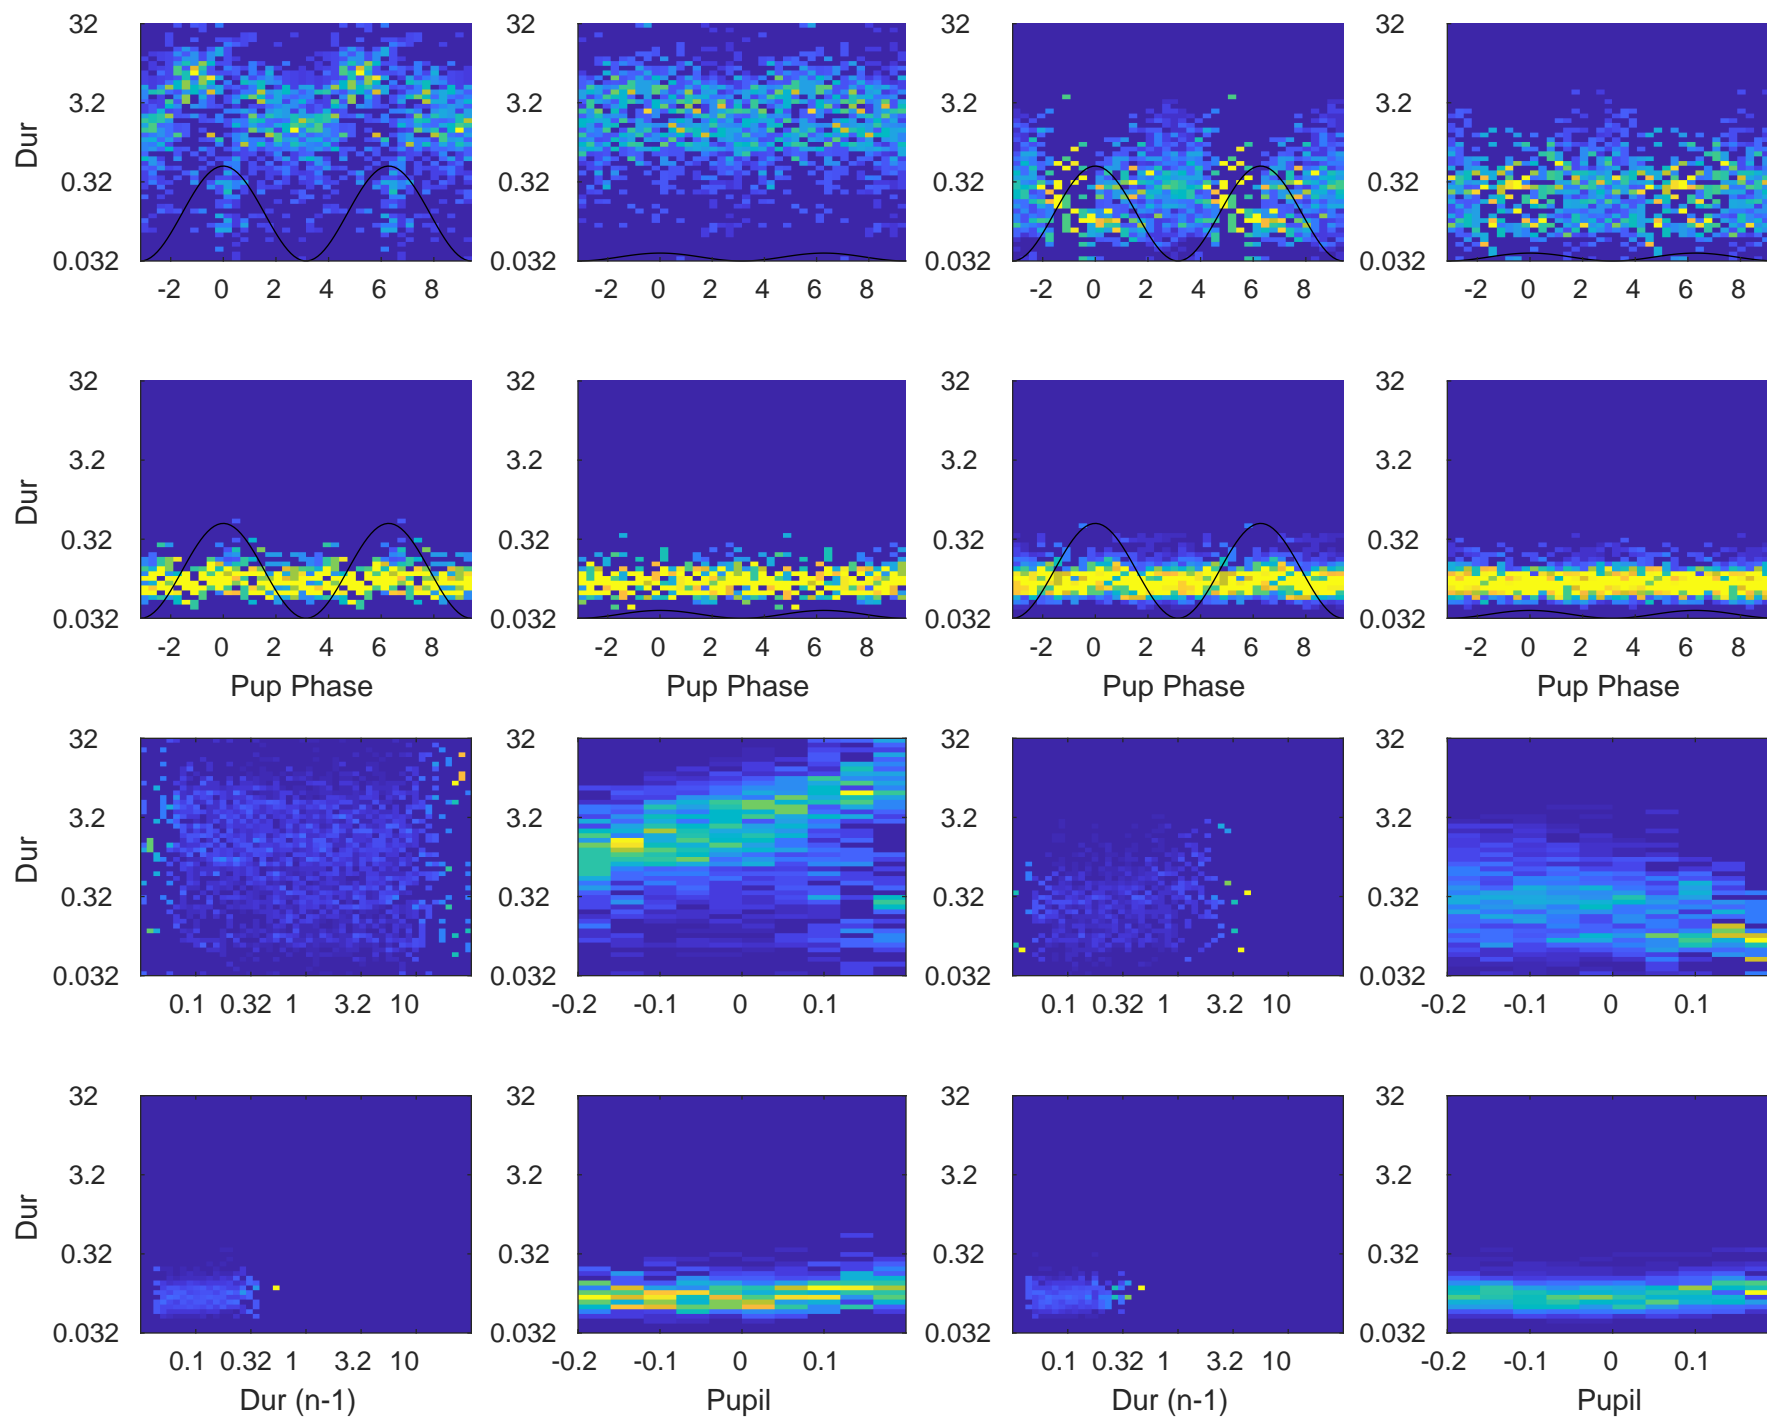 32 32 32 32
Dur 3.2 3.2 3.2 3.2
0.32 0.32 0.32 0.32
0.032 0.032 0.032 0.032
-2 0 2 4 6 8 -2 0 2 4 6 8 -2 0 2 4 6 8 -2 0 2 4 6 8
32 32 32 32
Dur 3.2 3.2 3.2 3.2
0.32 0.32 0.32 0.32
0.032 0.032 0.032 0.032
-2 0 2 4 6 8 -2 0 2 4 6 8 -2 0 2 4 6 8 -2 0 2 4 6 8
Pup Phase Pup Phase Pup Phase Pup Phase
32 32 32 32
Dur 3.2 3.2 3.2 3.2
0.32 0.32 0.32 0.32
0.032 0.032 0.032 0.032
0.1 0.32 1 3.2 10 -0.2 -0.1 0 0.1 0.1 0.32 1 3.2 10 -0.2 -0.1 0 0.1
32 32 32 32
Dur 3.2 3.2 3.2 3.2
0.32 0.32 0.32 0.32
0.032 0.032 0.032 0.032
0.1 0.32 1 3.2 10 -0.2 -0.1 0 0.1 0.1 0.32 1 3.2 10 -0.2 -0.1 0 0.1
Dur (n-1) Pupil Dur (n-1) Pupil